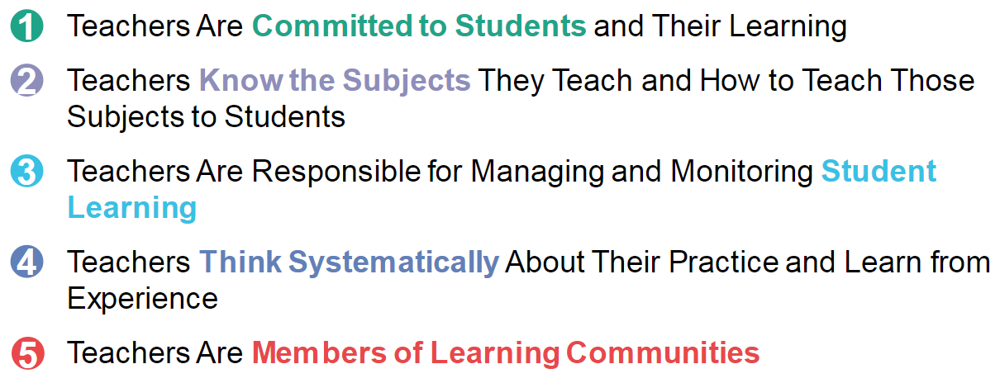 1 Teachers Are Committed to Students and Their Learning
2 Teachers Know the Subjects They Teach and How to Teach Those
Subjects to Students
3 Teachers Are Responsible for Managing and Monitoring Student
Learning
4 Teachers Think Systematically About Their Practice and Learn from
Experience
5 Teachers Are Members of Learning Communities